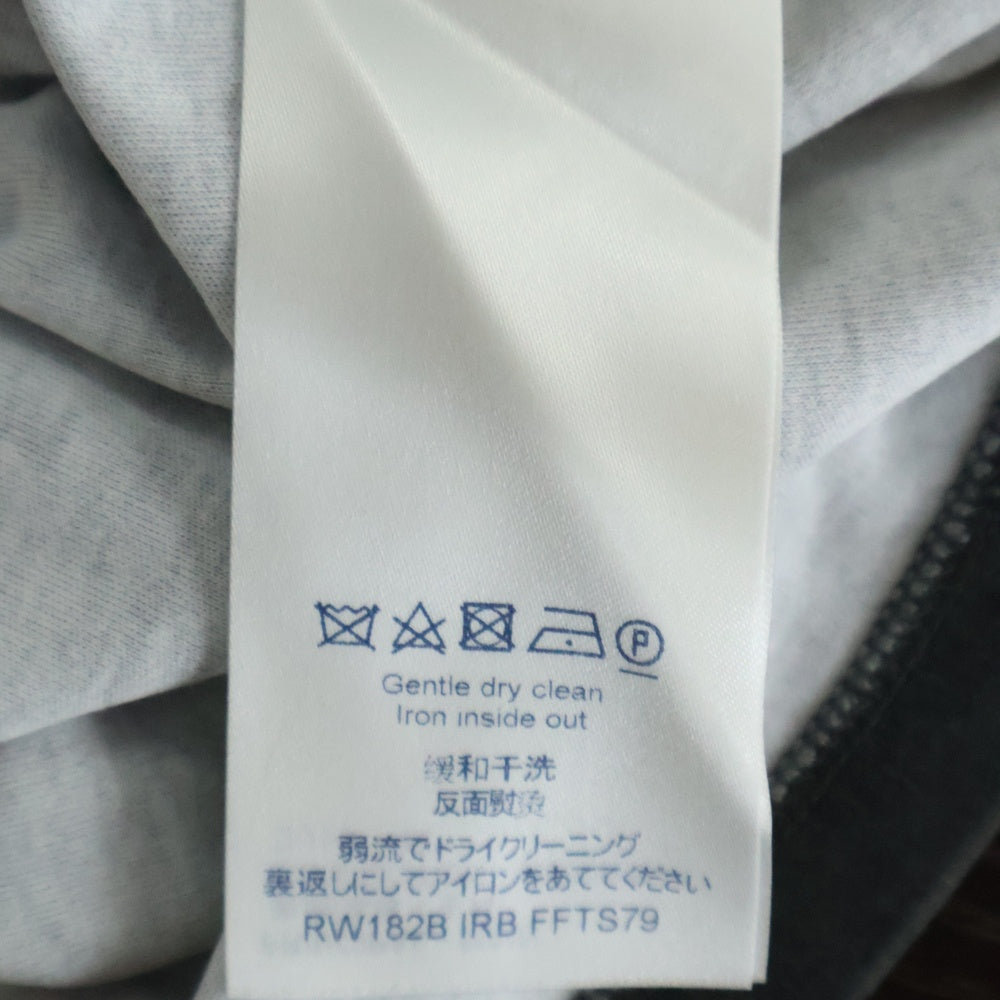 P
Gentle dry clean
Iron inside out
缓和干洗
反面熨烫
弱流でドライクリーニング
裏返しにしてアイロンをあててください
RW182B IRB FFTS79